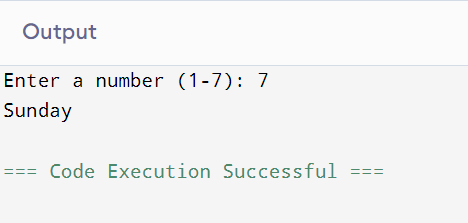 Output
Enter a number (1-7): 7
Sunday
=== Code Execution Successful ===